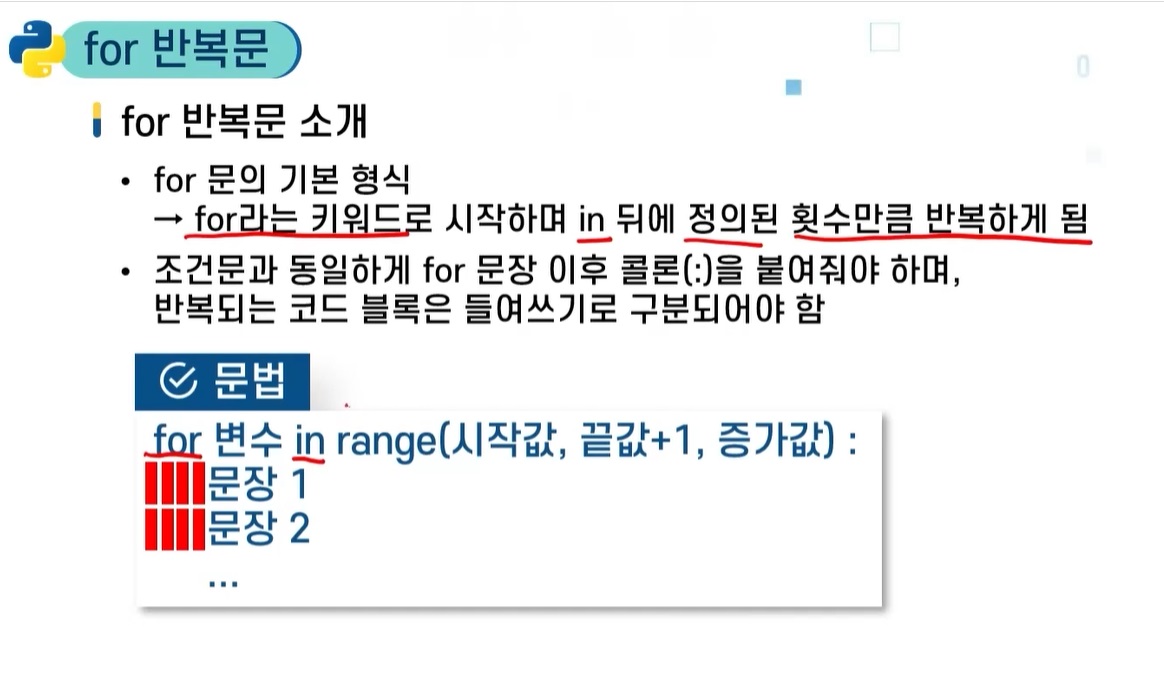 for 반복문
for 반복문 소개
• for 문의 기본 형식
→ for라는 키워드로 시작하며 in 뒤에 정의된 횟수만큼 반복하게 됨
• 조건문과 동일하게 for 문장 이후 콜론(:)을 붙여줘야 하며,
반복되는 코드 블록은 들여쓰기로 구분되어야 함
문법
for 변수 in range(시작값, 끝값+1, 증가값) :
문장 1
문장 2
...
0